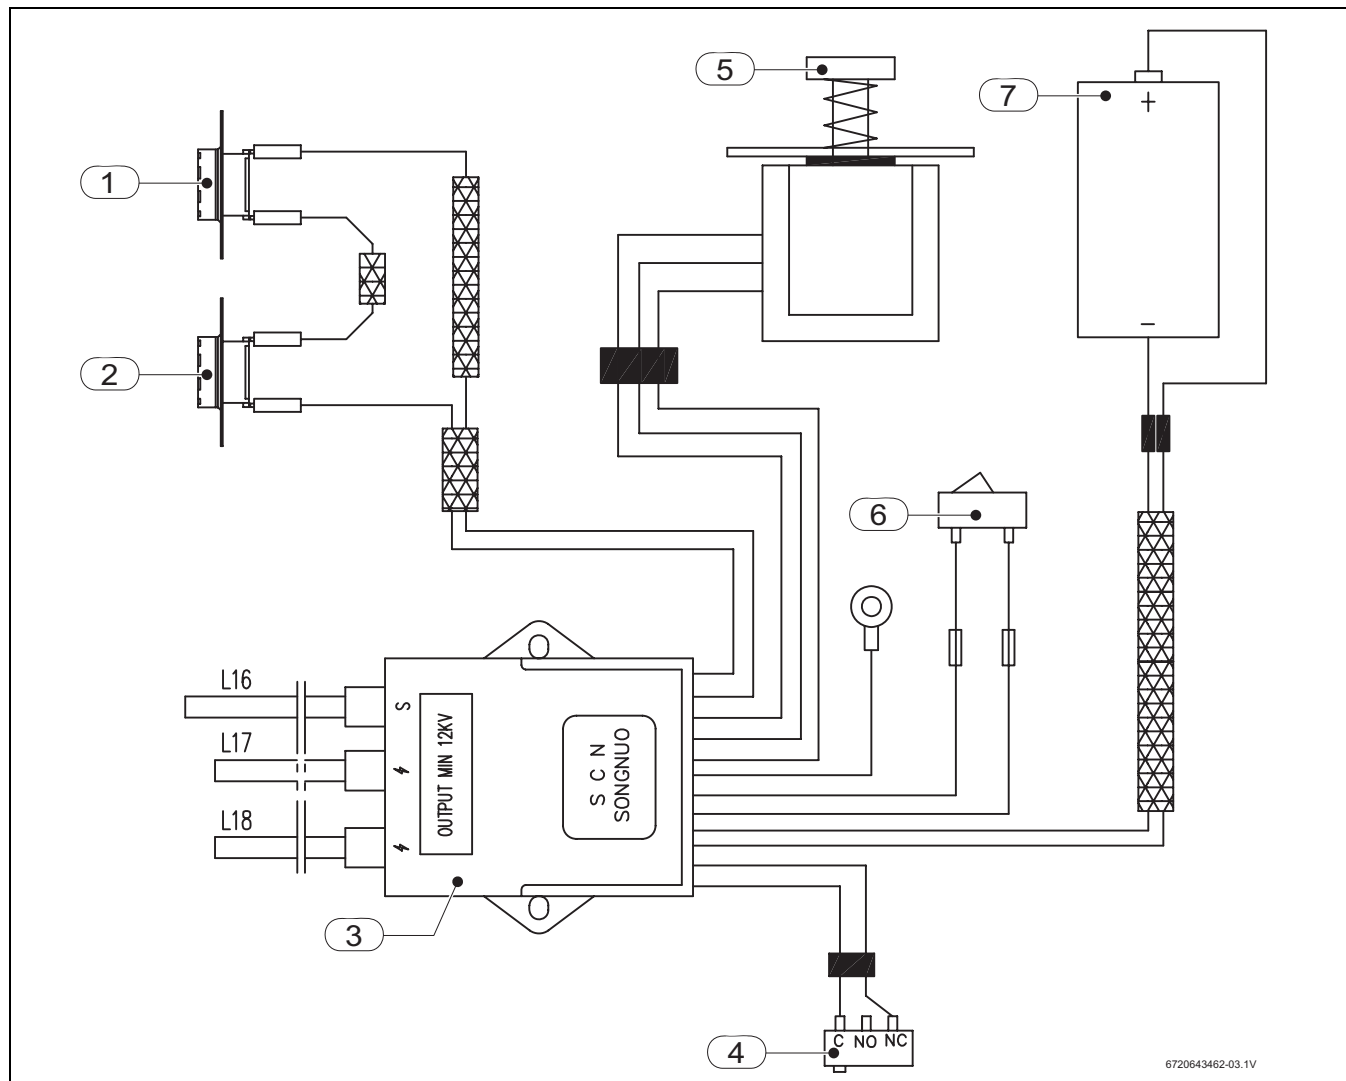 5
7
+
1
2
−
6
L16
S
L17
OUTPUT MIN 12KV
S C N
SONGNUO
L18
3
C NO NC
4
6720643462-03.1V